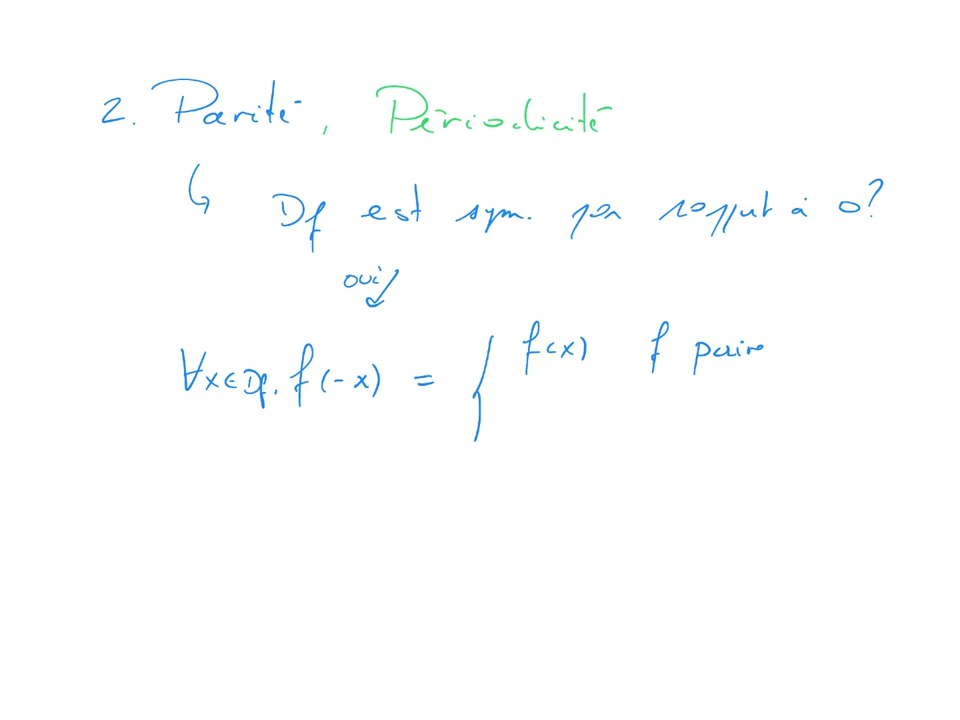 2. Parité, Périodicité
↳ Df est sym. par rapport à 0?
oui
∀x∈Df, f(-x) = { f(x) f paire